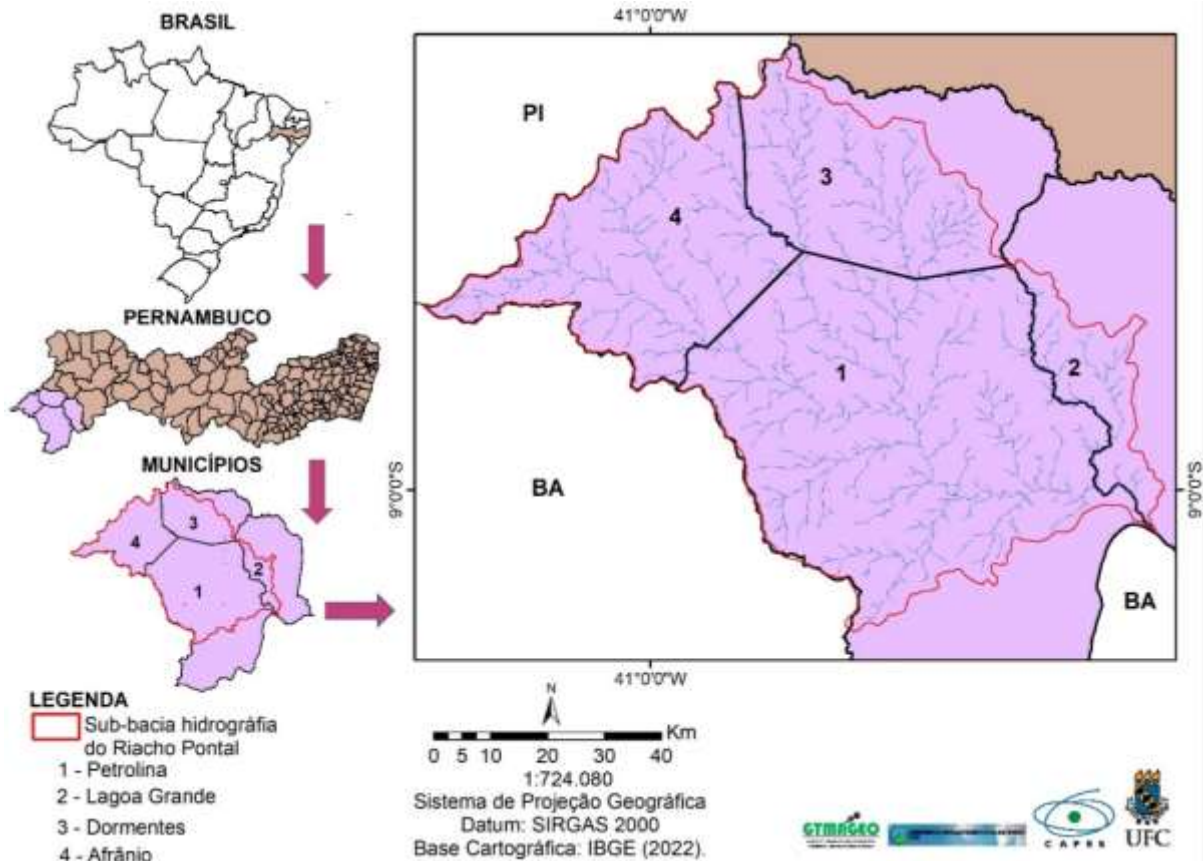 BRASIL
PERNAMBUCO
MUNICÍPIOS
4
3
1
2
LEGENDA
Sub-bacia hidrográfia
do Riacho Pontal
1 - Petrolina
2 - Lagoa Grande
3 - Dormentes
4 - Afrânio
41°0'0"W
PI
3
4
1
2
BA
BA
9°0'0"S
9°0'0"S
41°0'0"W
N
0 5 10 20 30 40 Km
1:724.080
Sistema de Projeção Geográfica
Datum: SIRGAS 2000
Base Cartográfica: IBGE (2022).
GTMAGEO
CAPES
UFC